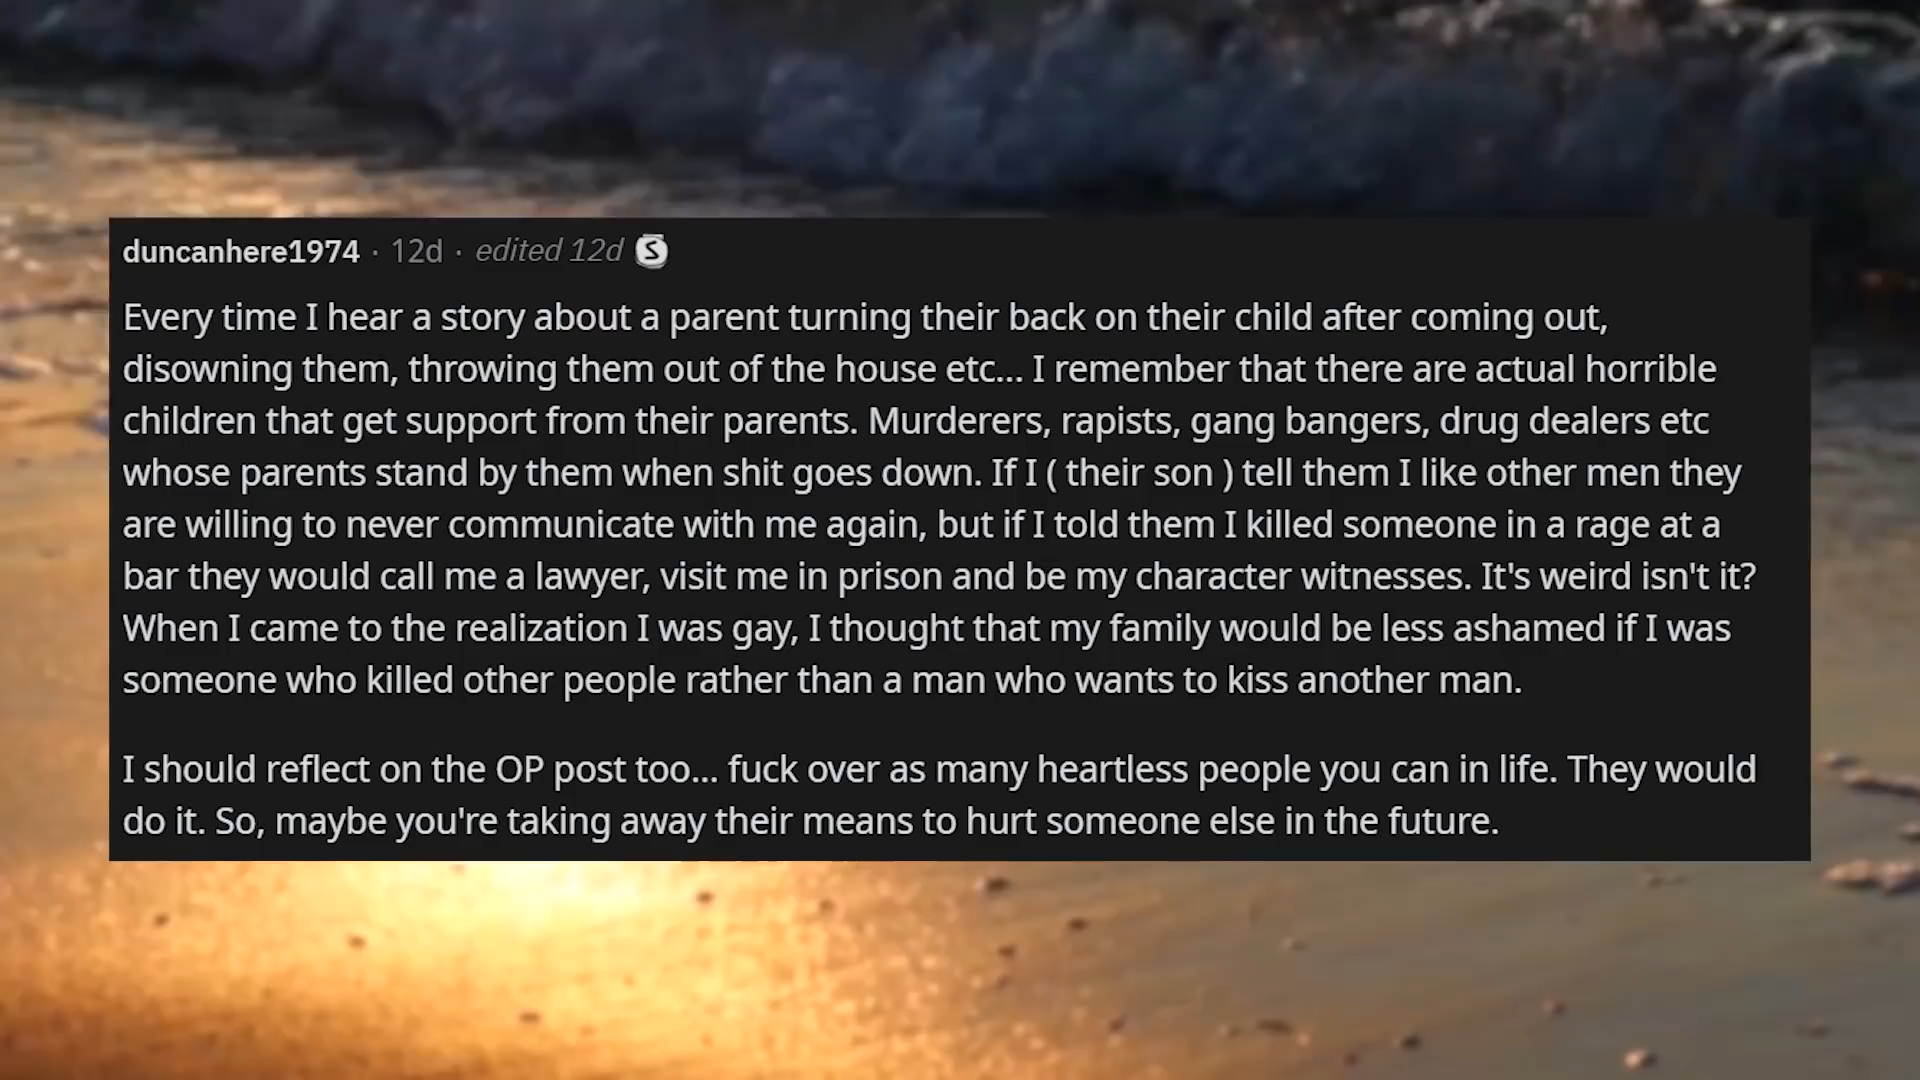 duncanhere1974 · 12d · edited 12d S
Every time I hear a story about a parent turning their back on their child after coming out,
disowning them, throwing them out of the house etc... I remember that there are actual horrible
children that get support from their parents. Murderers, rapists, gang bangers, drug dealers etc
whose parents stand by them when shit goes down. If I ( their son ) tell them I like other men they
are willing to never communicate with me again, but if I told them I killed someone in a rage at a
bar they would call me a lawyer, visit me in prison and be my character witnesses. It's weird isn't it?
When I came to the realization I was gay, I thought that my family would be less ashamed if I was
someone who killed other people rather than a man who wants to kiss another man.
I should reflect on the OP post too... fuck over as many heartless people you can in life. They would
do it. So, maybe you're taking away their means to hurt someone else in the future.